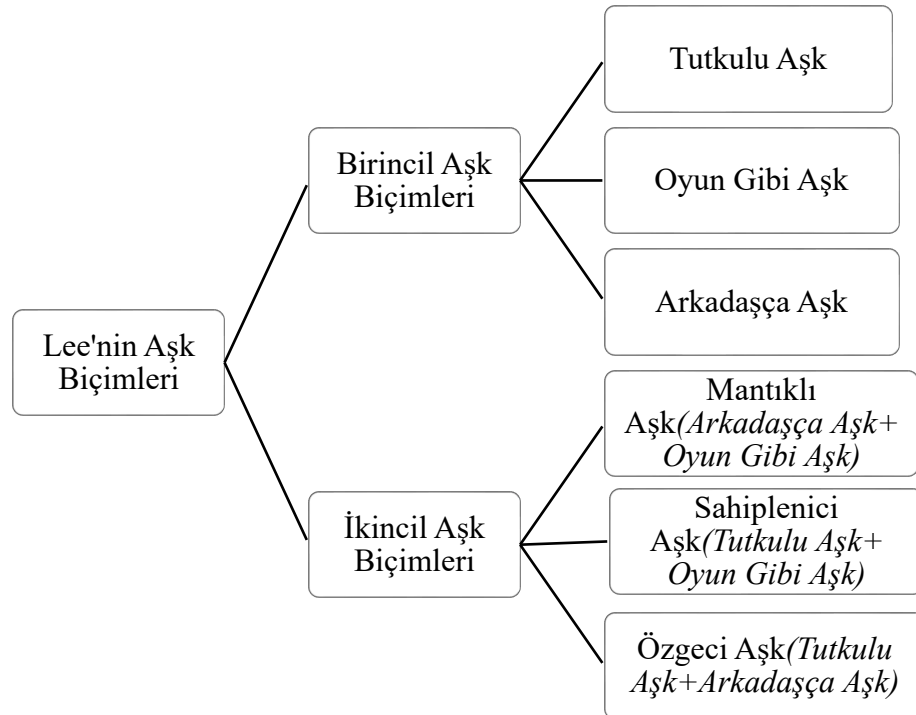 Tutkulu Aşk
Birincil Aşk
Biçimleri
Oyun Gibi Aşk
Arkadaşça Aşk
Lee'nin Aşk
Biçimleri
Mantıklı
Aşk(Arkadaşça Aşk+
Oyun Gibi Aşk)
İkincil Aşk
Biçimleri
Sahiplenici
Aşk(Tutkulu Aşk+
Oyun Gibi Aşk)
Özgeci Aşk(Tutkulu
Aşk+Arkadaşça Aşk)